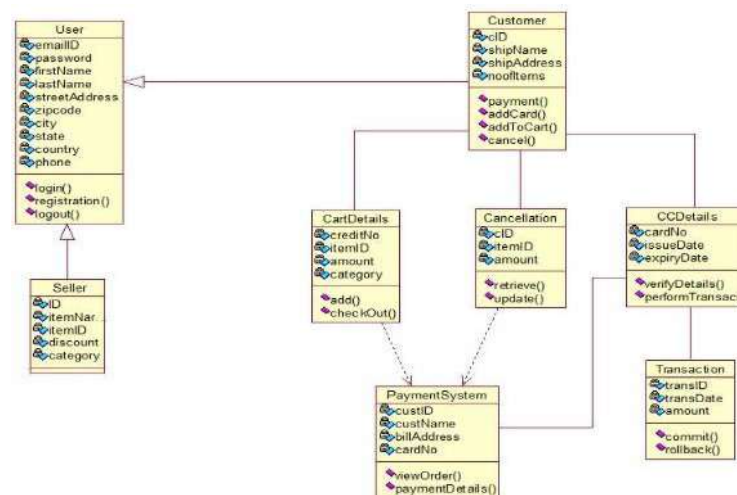 User
emailID
password
firstName
lastName
streetAddress
zipcode
city
state
country
phone
login()
registration()
logout()
Customer
cID
shipName
shipAddress
noofItems
payment()
addCard()
addToCart()
cancel()
Seller
ID
itemNar...
itemID
discount
category
CartDetails
creditNo
itemID
amount
category
add()
checkOut()
Cancellation
cID
itemID
amount
retrieve()
update()
CCDetails
cardNo
issueDate
expiryDate
verifyDetails()
performTransac
PaymentSystem
custID
custName
billAddress
cardNo
viewOrder()
paymentDetails()
Transaction
transID
transDate
amount
commit()
rollback()